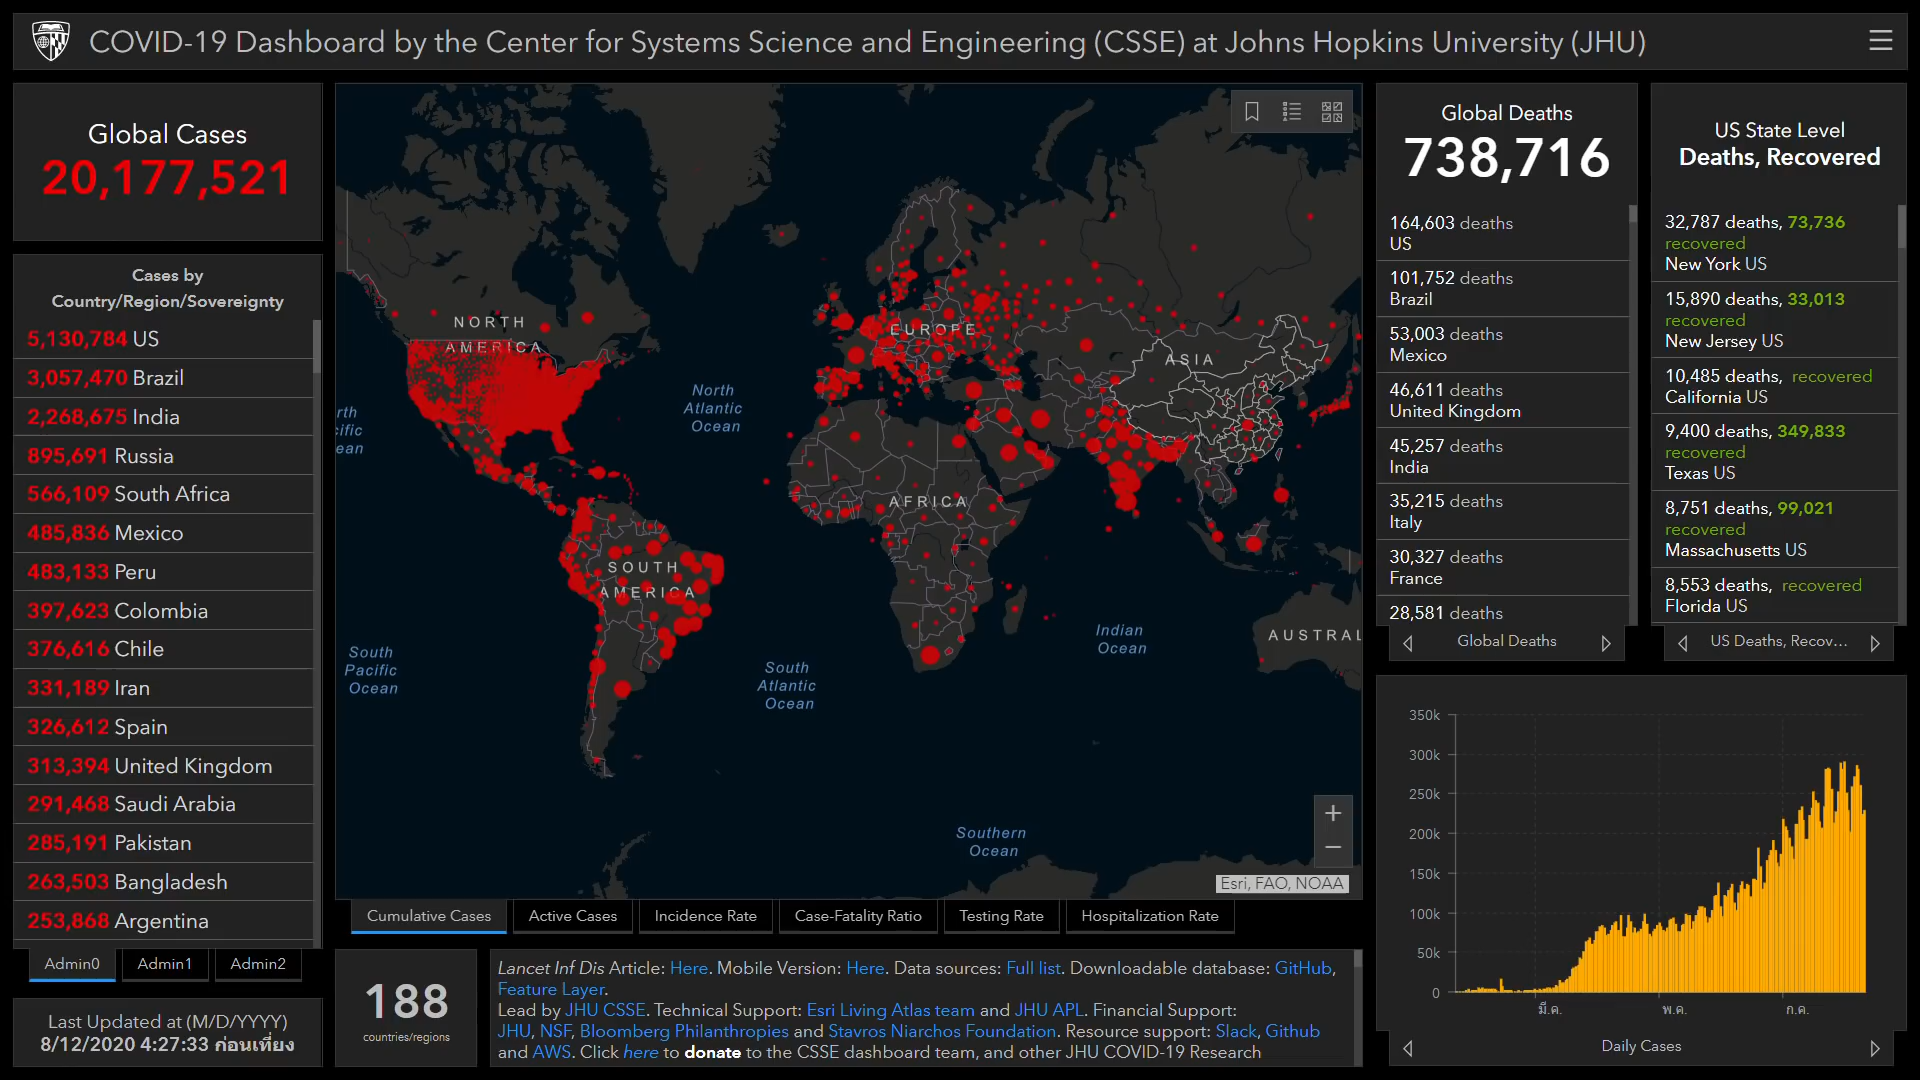 COVID-19 Dashboard by the Center for Systems Science and Engineering (CSSE) at Johns Hopkins University (JHU)
Global Cases
20,177,521
Cases by
Country/Region/Sovereignty
5,130,784 US
3,057,470 Brazil
2,268,675 India
895,691 Russia
566,109 South Africa
485,836 Mexico
483,133 Peru
397,623 Colombia
376,616 Chile
331,189 Iran
326,612 Spain
313,394 United Kingdom
291,468 Saudi Arabia
285,191 Pakistan
263,503 Bangladesh
253,868 Argentina
Admin0
Admin1
Admin2
Last Updated at (M/D/YYYY)
8/12/2020 4:27:33 ก่อนเที่ยง
NORTH
AMERICA
EUROPE
ASIA
AFRICA
SOUTH
AMERICA
AUSTRAL
North
Atlantic
Ocean
rth
ific
ean
South
Pacific
Ocean
South
Atlantic
Ocean
Indian
Ocean
Southern
Ocean
+
−
Esri, FAO, NOAA
Cumulative Cases
Active Cases
Incidence Rate
Case-Fatality Ratio
Testing Rate
Hospitalization Rate
188
countries/regions
Lancet Inf Dis Article: Here. Mobile Version: Here. Data sources: Full list. Downloadable database: GitHub,
Feature Layer.
Lead by JHU CSSE. Technical Support: Esri Living Atlas team and JHU APL. Financial Support:
JHU, NSF, Bloomberg Philanthropies and Stavros Niarchos Foundation. Resource support: Slack, Github
and AWS. Click here to donate to the CSSE dashboard team, and other JHU COVID-19 Research
Global Deaths
738,716
164,603 deaths
US
101,752 deaths
Brazil
53,003 deaths
Mexico
46,611 deaths
United Kingdom
45,257 deaths
India
35,215 deaths
Italy
30,327 deaths
France
28,581 deaths
Global Deaths
US State Level
Deaths, Recovered
32,787 deaths, 73,736
recovered
New York US
15,890 deaths, 33,013
recovered
New Jersey US
10,485 deaths, recovered
California US
9,400 deaths, 349,833
recovered
Texas US
8,751 deaths, 99,021
recovered
Massachusetts US
8,553 deaths, recovered
Florida US
US Deaths, Recov...
350k
300k
250k
200k
150k
100k
50k
0
มี.ค.
พ.ค.
ก.ค.
Daily Cases